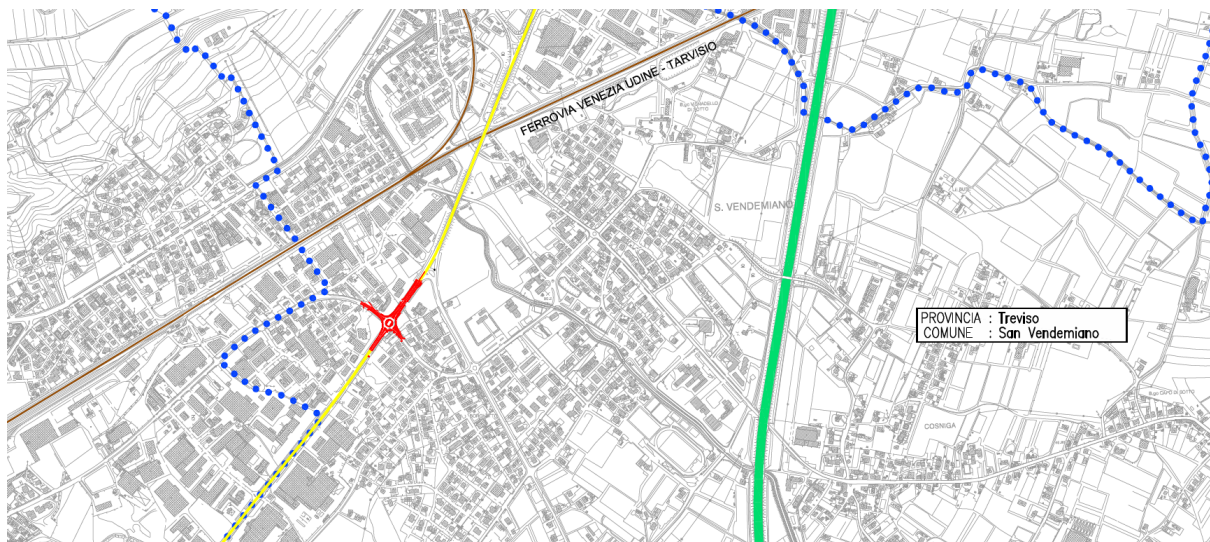 FERROVIA VENEZIA UDINE - TARVISIO
S. VENDEMIANO
PROVINCIA : Treviso
COMUNE : San Vendemiano
COSNIGA